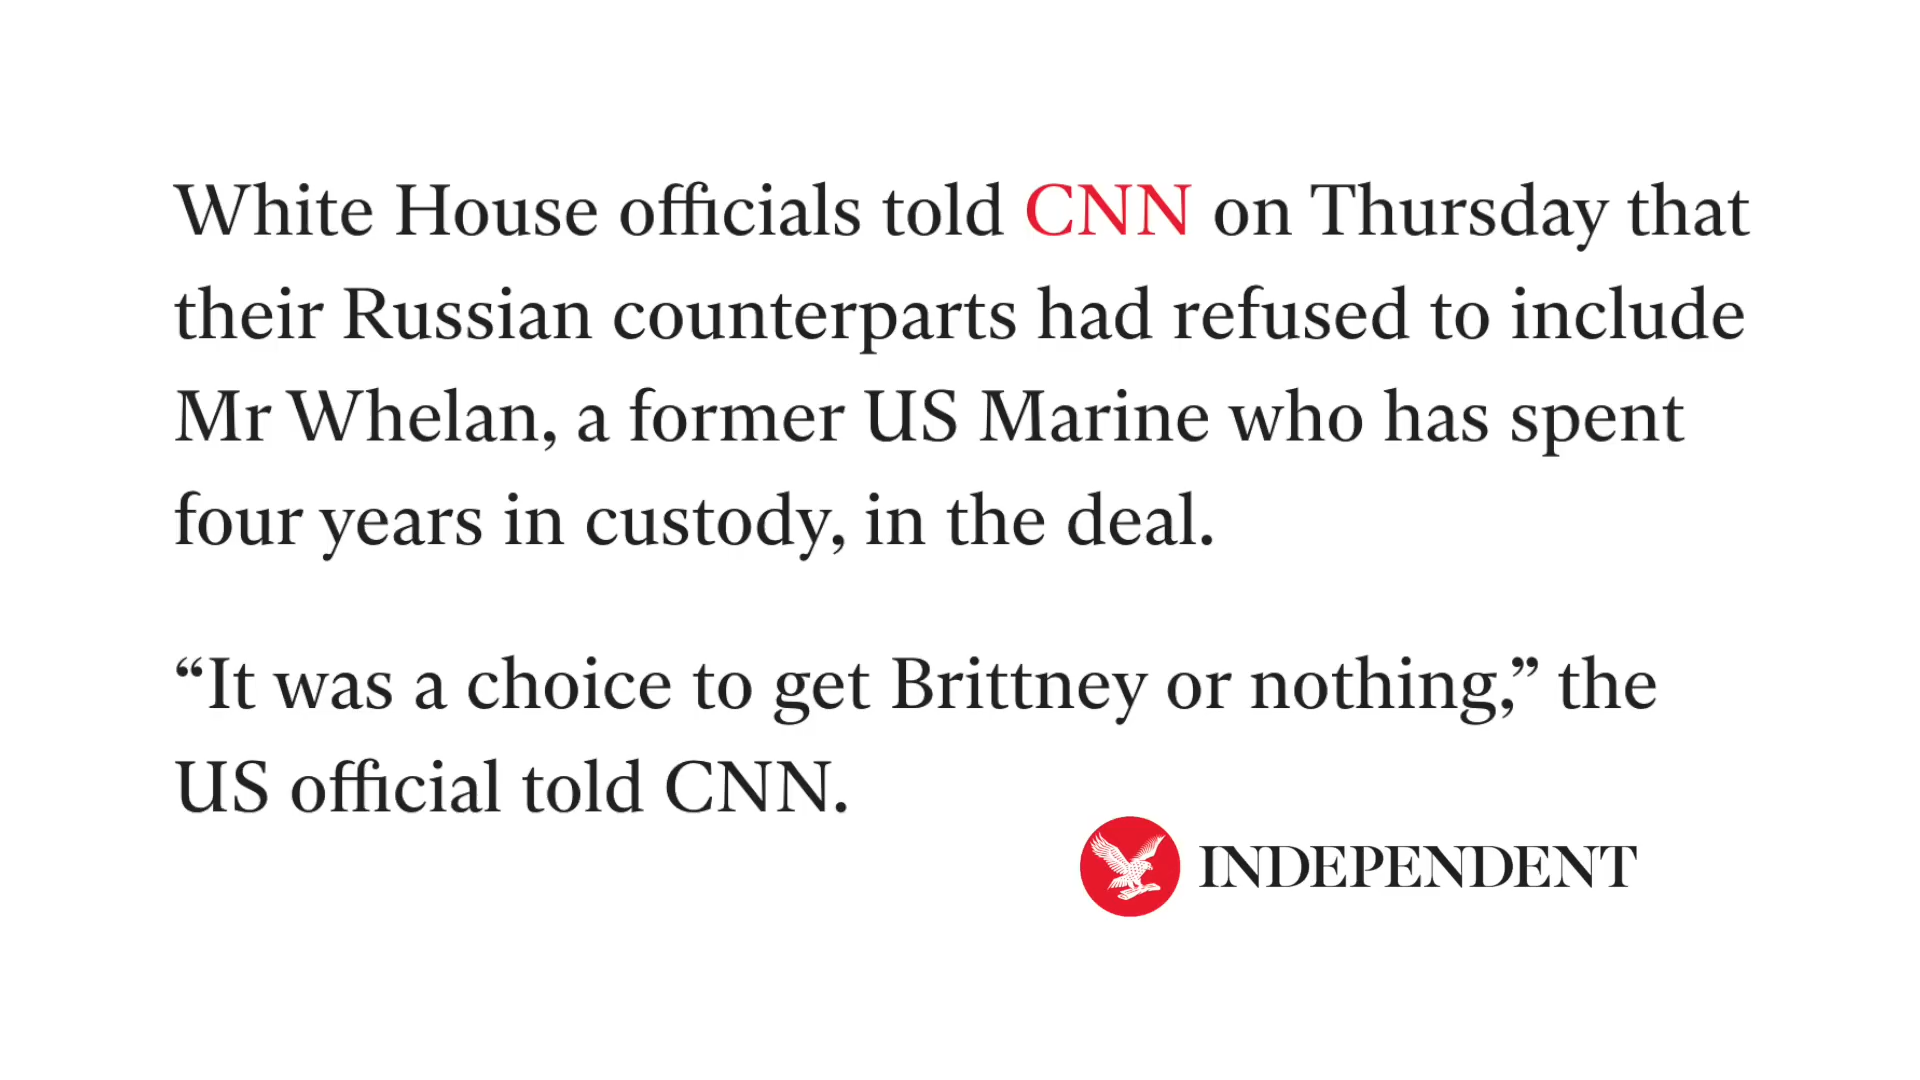 White House officials told CNN on Thursday that
their Russian counterparts had refused to include
Mr Whelan, a former US Marine who has spent
four years in custody, in the deal.
“It was a choice to get Brittney or nothing,” the
US official told CNN.
INDEPENDENT